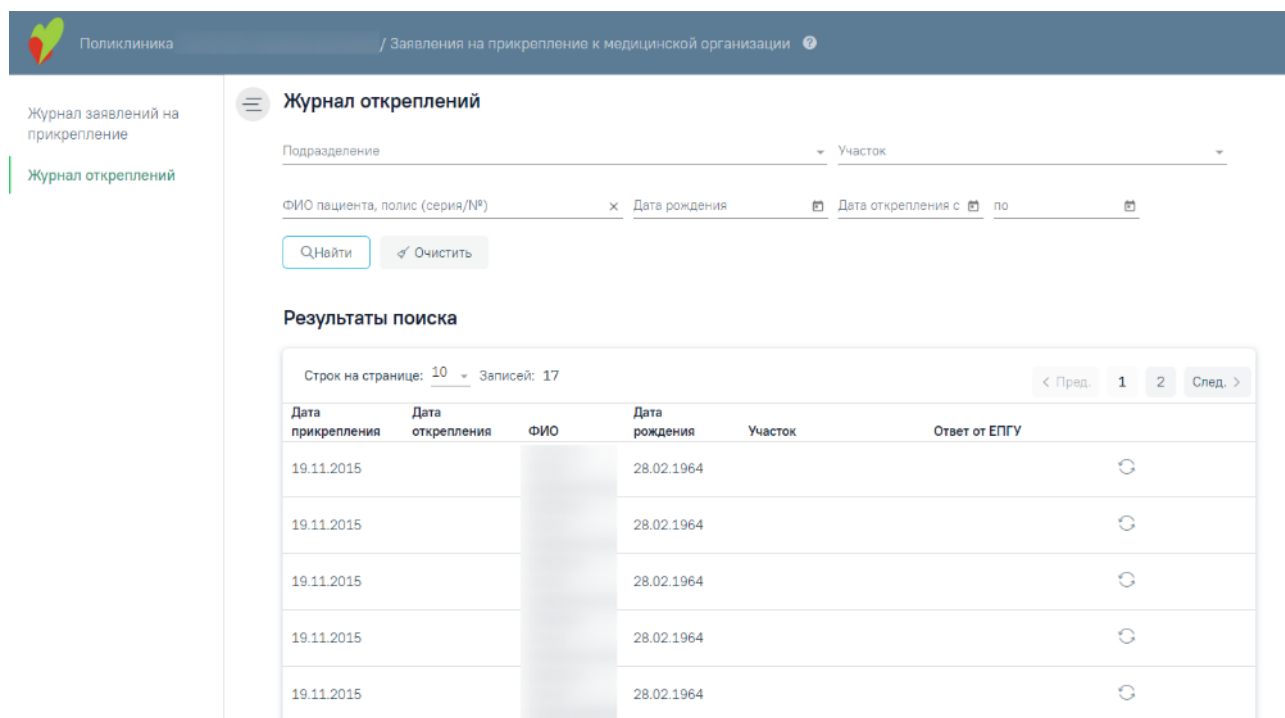 Поликлиника / Заявления на прикрепление к медицинской организации ?
Журнал заявлений на
прикрепление
Журнал откреплений
Журнал откреплений
Подразделение Участок
ФИО пациента, полис (серия/№) × Дата рождения Дата открепления с по
Найти Очистить
Результаты поиска
Строк на странице: 10 Записей: 17
< Пред. 1 2 След. >
Дата прикрепления Дата открепления ФИО Дата рождения Участок Ответ от ЕПГУ
19.11.2015 28.02.1964
19.11.2015 28.02.1964
19.11.2015 28.02.1964
19.11.2015 28.02.1964
19.11.2015 28.02.1964